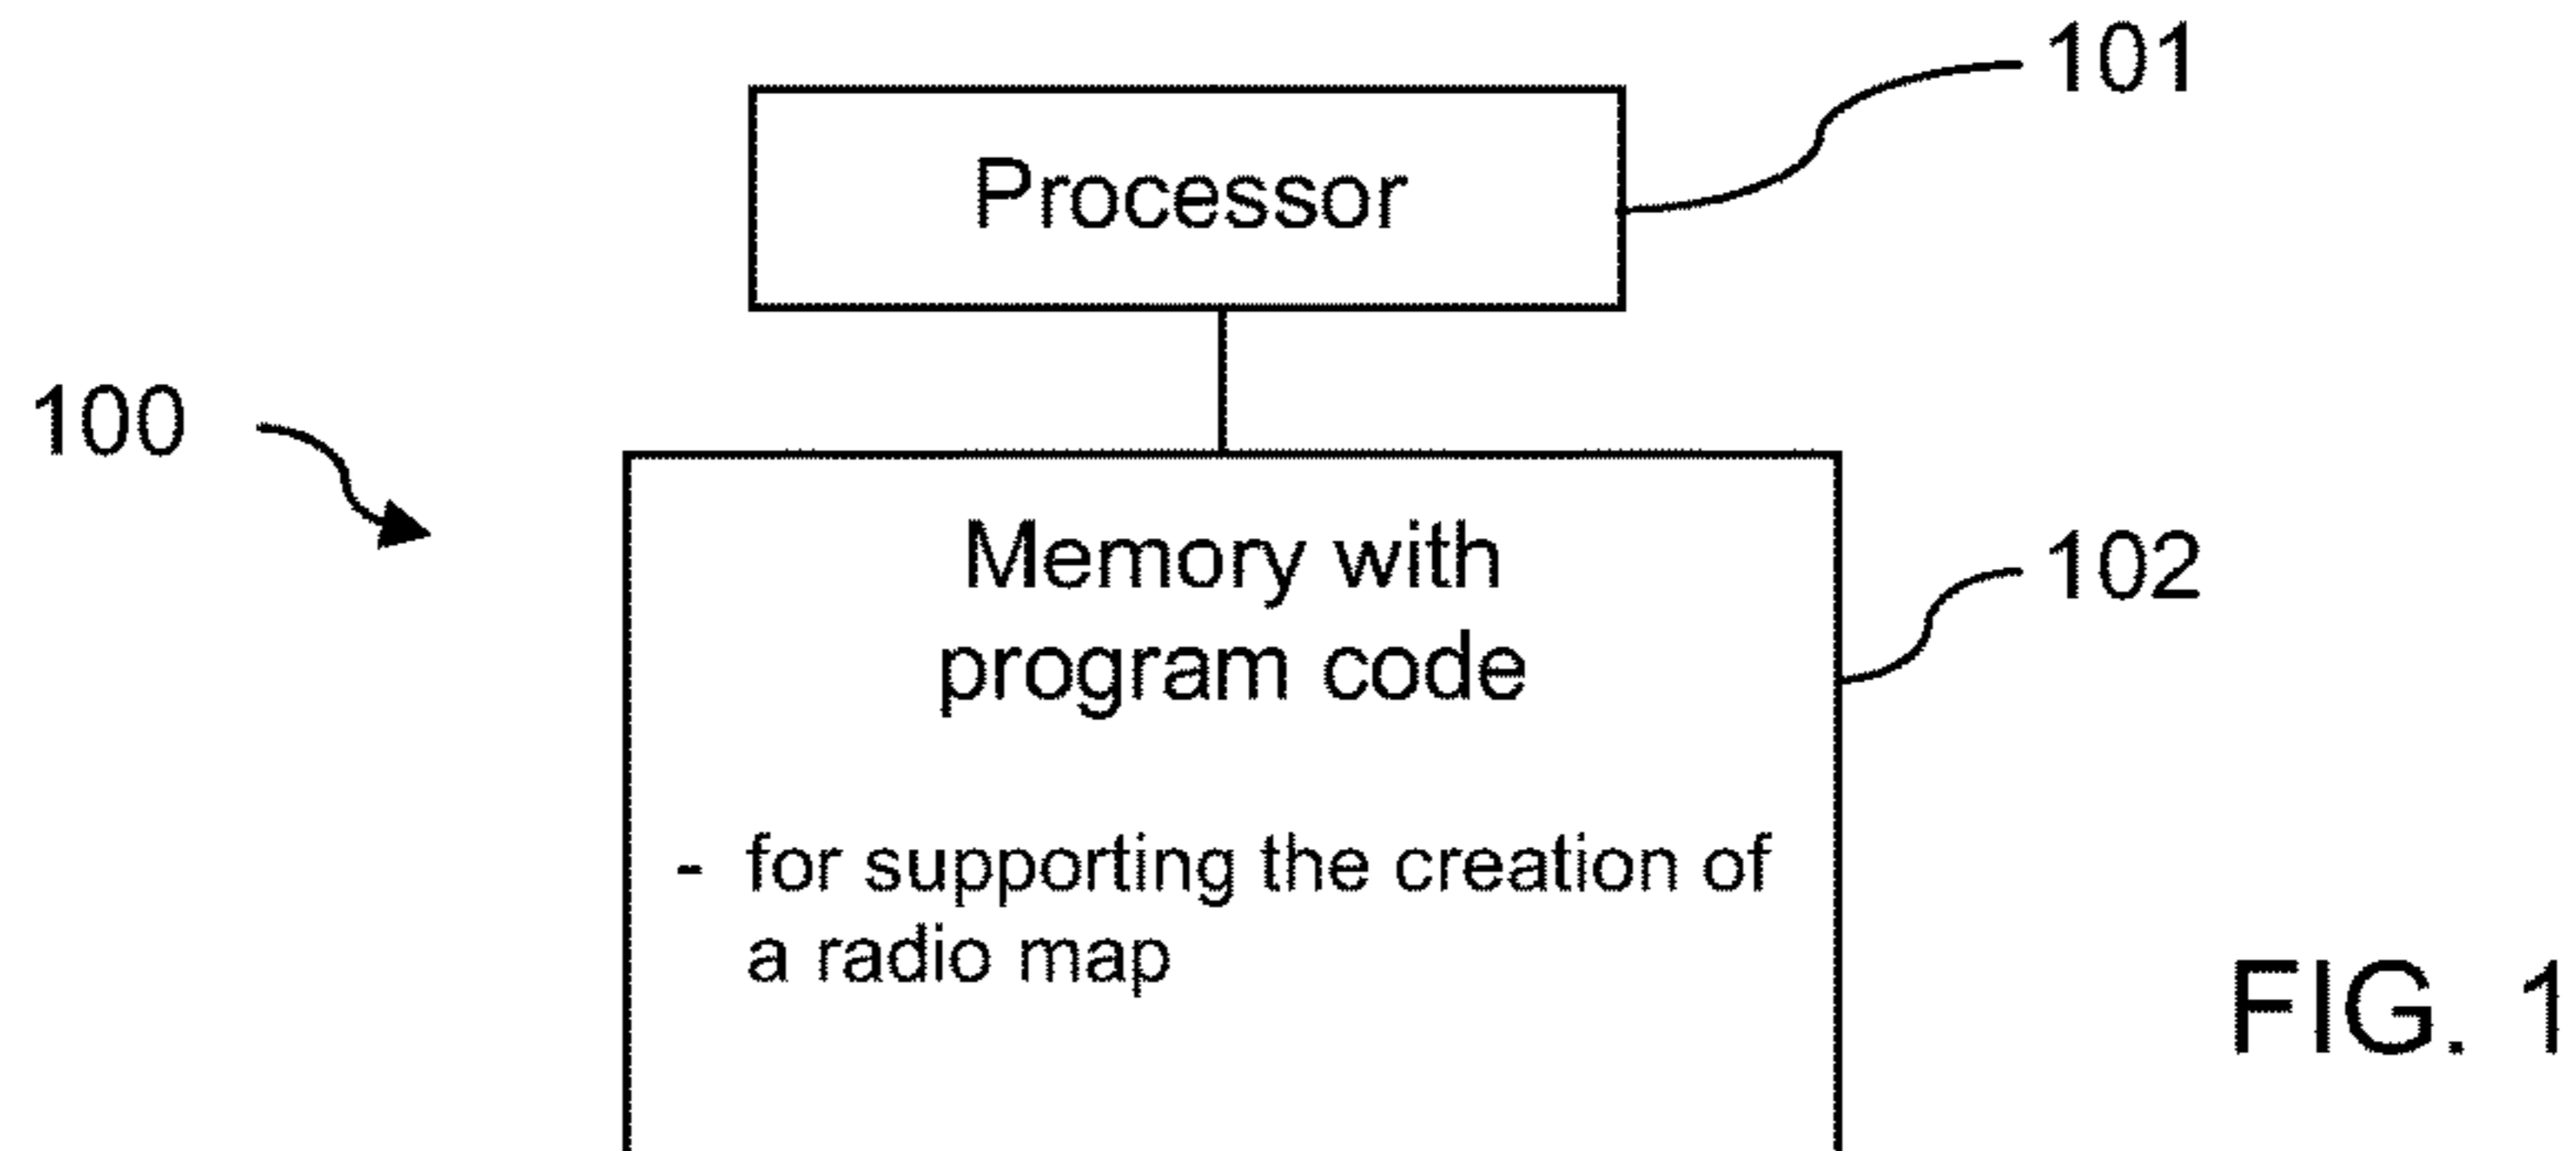 101
Processor
100
Memory with
program code
102
- for supporting the creation of
a radio map
FIG. 1